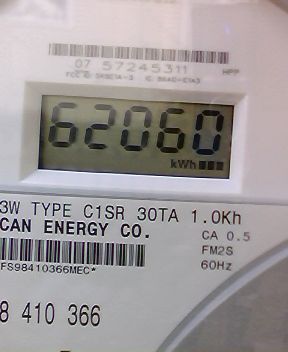 07 57245311
62060
kWh
3W TYPE C1SR 30TA 1.0Kh
CAN ENERGY CO.
CA 0.5
FM2S
FS98410366MEC*
60Hz
8 410 366